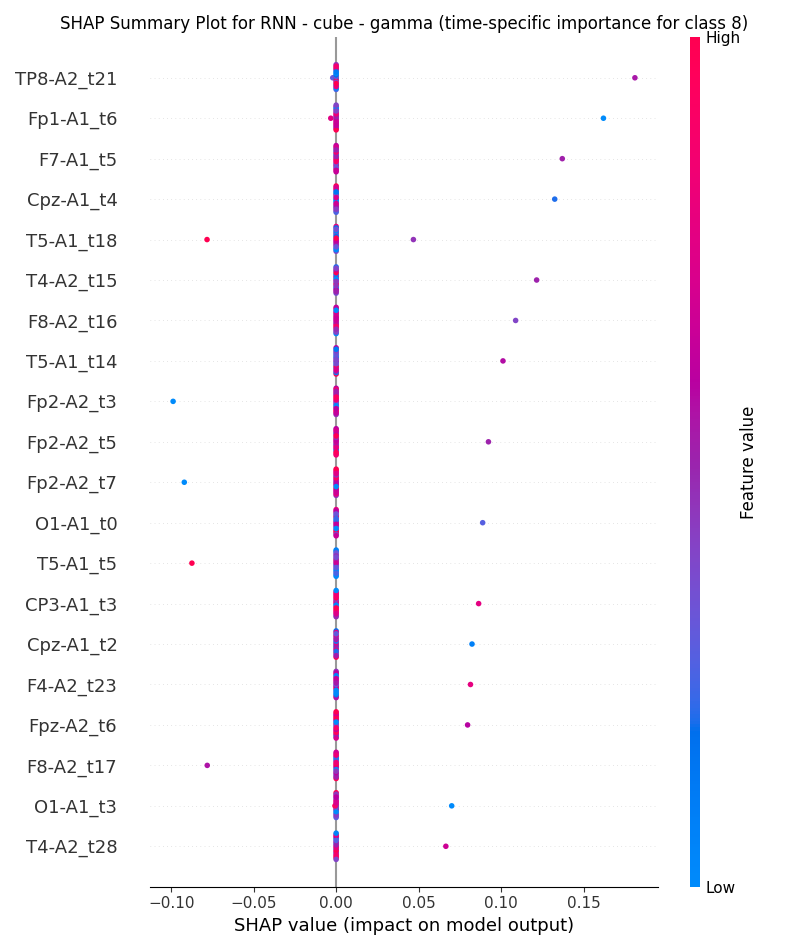 SHAP Summary Plot for RNN - cube - gamma (time-specific importance for class 8)
High
TP8-A2_t21
Fp1-A1_t6
F7-A1_t5
Cpz-A1_t4
T5-A1_t18
T4-A2_t15
F8-A2_t16
T5-A1_t14
Fp2-A2_t3
Fp2-A2_t5
Fp2-A2_t7
O1-A1_t0
T5-A1_t5
CP3-A1_t3
Cpz-A1_t2
F4-A2_t23
Fpz-A2_t6
F8-A2_t17
O1-A1_t3
T4-A2_t28
Feature value
Low
−0.10 −0.05 0.00 0.05 0.10 0.15
SHAP value (impact on model output)